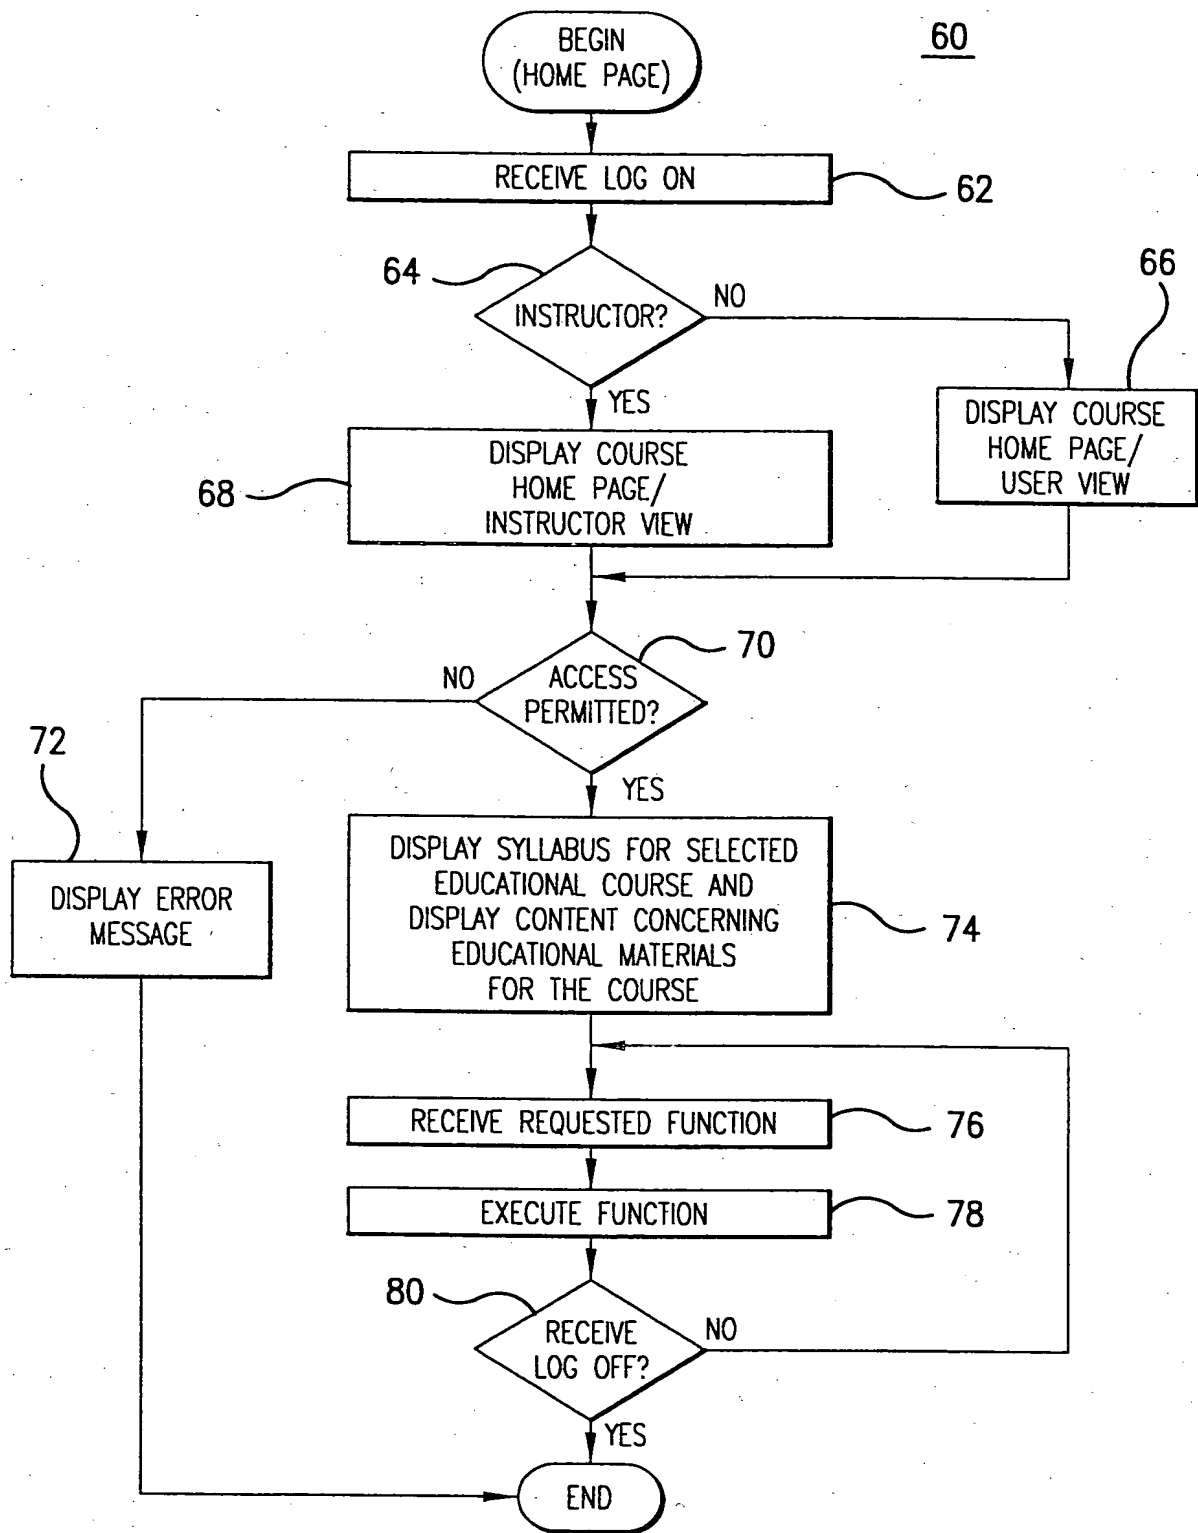 BEGIN
(HOME PAGE)
60
RECEIVE LOG ON
62
64
INSTRUCTOR?
NO
66
YES
DISPLAY COURSE
HOME PAGE/
USER VIEW
68
DISPLAY COURSE
HOME PAGE/
INSTRUCTOR VIEW
70
ACCESS
PERMITTED?
NO
72
YES
DISPLAY ERROR
MESSAGE
DISPLAY SYLLABUS FOR SELECTED
EDUCATIONAL COURSE AND
DISPLAY CONTENT CONCERNING
EDUCATIONAL MATERIALS
FOR THE COURSE
74
RECEIVE REQUESTED FUNCTION
76
EXECUTE FUNCTION
78
80
RECEIVE
LOG OFF?
NO
YES
END